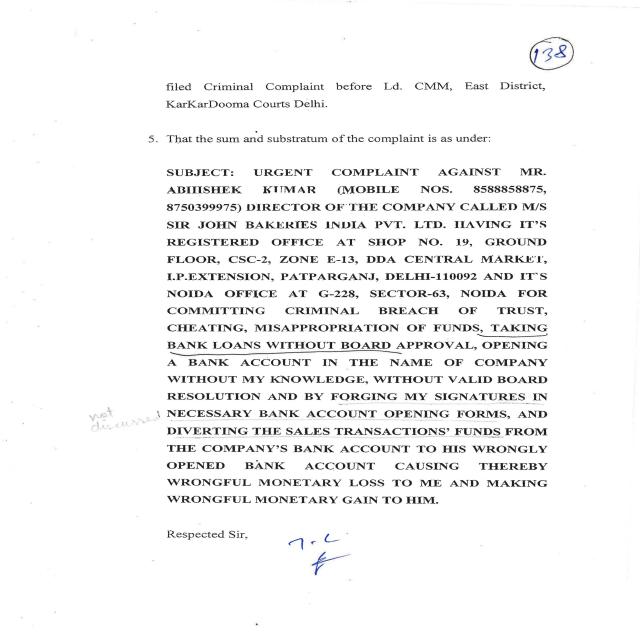 138
filed Criminal Complaint before Ld. CMM, East District,
KarKarDooma Courts Delhi.
5. That the sum and substratum of the complaint is as under:
SUBJECT: URGENT COMPLAINT AGAINST MR.
ABHISHEK KUMAR (MOBILE NOS. 8588858875,
8750399975) DIRECTOR OF THE COMPANY CALLED M/S
SIR JOHN BAKERIES INDIA PVT. LTD. HAVING IT'S
REGISTERED OFFICE AT SHOP NO. 19, GROUND
FLOOR, CSC-2, ZONE E-13, DDA CENTRAL MARKET,
I.P.EXTENSION, PATPARGANJ, DELHI-110092 AND IT'S
NOIDA OFFICE AT G-228, SECTOR-63, NOIDA FOR
COMMITTING CRIMINAL BREACH OF TRUST,
CHEATING, MISAPPROPRIATION OF FUNDS, TAKING
BANK LOANS WITHOUT BOARD APPROVAL, OPENING
A BANK ACCOUNT IN THE NAME OF COMPANY
WITHOUT MY KNOWLEDGE, WITHOUT VALID BOARD
RESOLUTION AND BY FORGING MY SIGNATURES IN
not
discussed
NECESSARY BANK ACCOUNT OPENING FORMS, AND
DIVERTING THE SALES TRANSACTIONS' FUNDS FROM
THE COMPANY'S BANK ACCOUNT TO HIS WRONGLY
OPENED BANK ACCOUNT CAUSING THEREBY
WRONGFUL MONETARY LOSS TO ME AND MAKING
WRONGFUL MONETARY GAIN TO HIM.
Respected Sir,